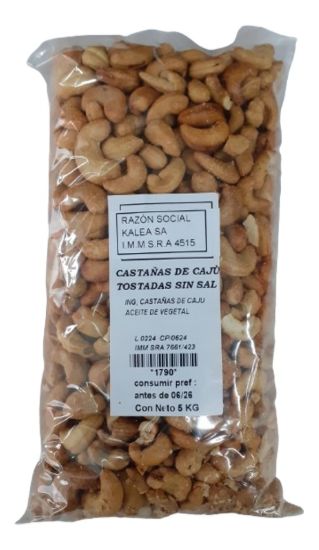 RAZÓN SOCIAL
KALEA SA
I.M M S.R.A 4515
CASTAÑAS DE CAJÙ
TOSTADAS SIN SAL
ING, CASTAÑAS DE CAJU
ACEITE DE VEGETAL
L 0224 CP/0624
IMM SRA 7661/423
*1790*
consumir pref :
antes de 06/26
Con Neto 5 KG